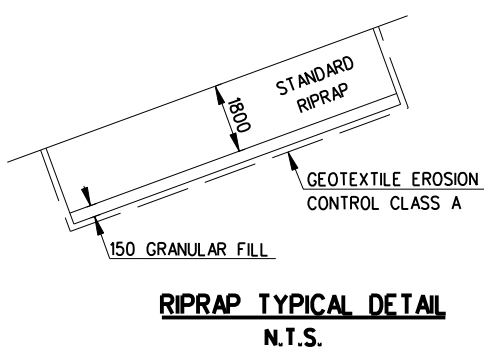 STANDARD
RIPRAP
1800
GEOTEXTILE EROSION
CONTROL CLASS A
150 GRANULAR FILL
RIPRAP TYPICAL DETAIL
N.T.S.